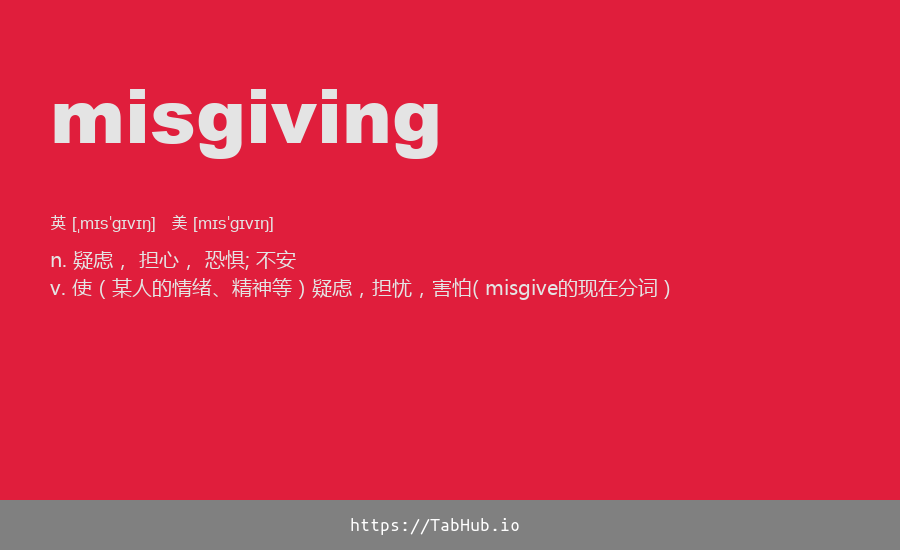 misgiving
英 [ˌmɪsˈɡɪvɪŋ] 美 [mɪsˈɡɪvɪŋ]
n. 疑虑， 担心， 恐惧; 不安
v. 使（某人的情绪、精神等）疑虑，担忧，害怕( misgive的现在分词 )
https://TabHub.io